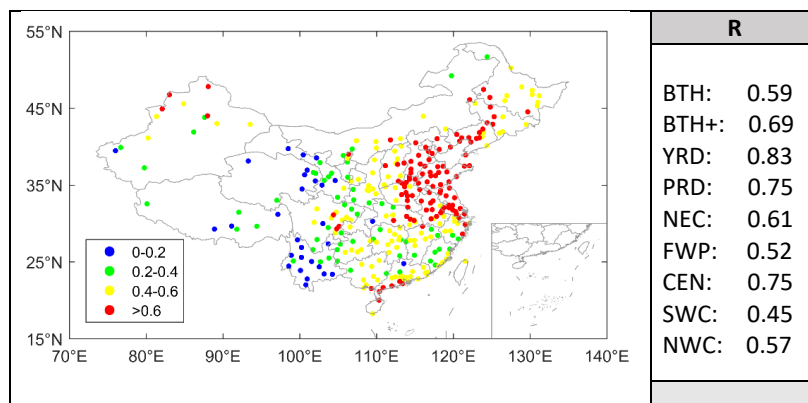 55°N
45°N
35°N
25°N
15°N
70°E
80°E
90°E
100°E
110°E
120°E
130°E
140°E
0-0.2
0.2-0.4
0.4-0.6
>0.6
R
BTH: 0.59
BTH+: 0.69
YRD: 0.83
PRD: 0.75
NEC: 0.61
FWP: 0.52
CEN: 0.75
SWC: 0.45
NWC: 0.57